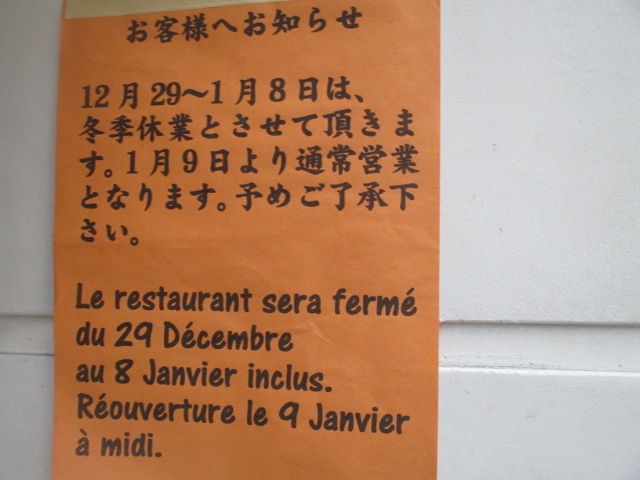 お客様へお知らせ
12月29～1月8日は、
冬季休業とさせて頂きま
す。1月9日より通常営業
となります。予めご了承下
さい。
Le restaurant sera fermé
du 29 Décembre
au 8 Janvier inclus.
Réouverture le 9 Janvier
à midi.